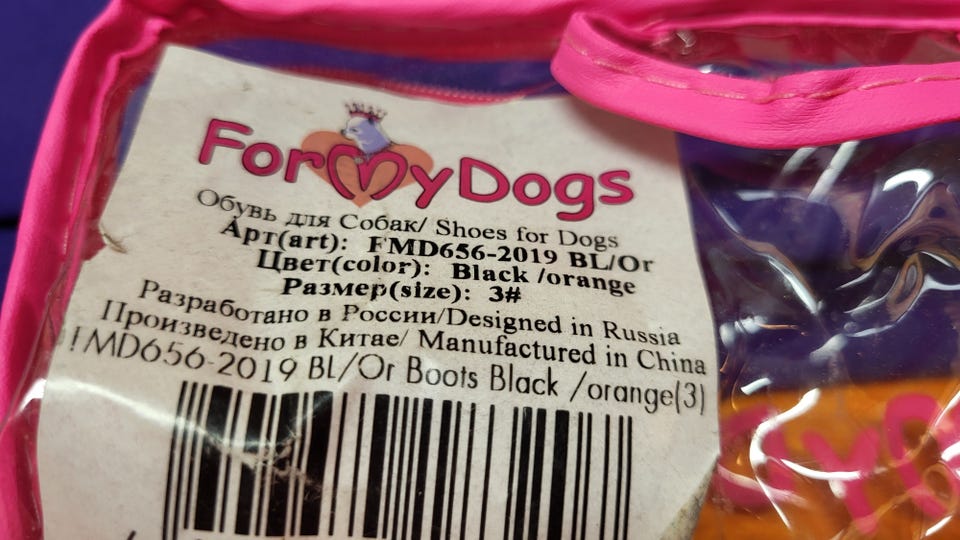 ForMyDogs
Обувь для Собак/ Shoes for Dogs
Арт(art): FMD656-2019 BL/Or
Цвет(color): Black /orange
Размер(size): 3#
Разработано в России/Designed in Russia
Произведено в Китае/ Manufactured in China
!MD656-2019 BL/Or Boots Black /orange(3)